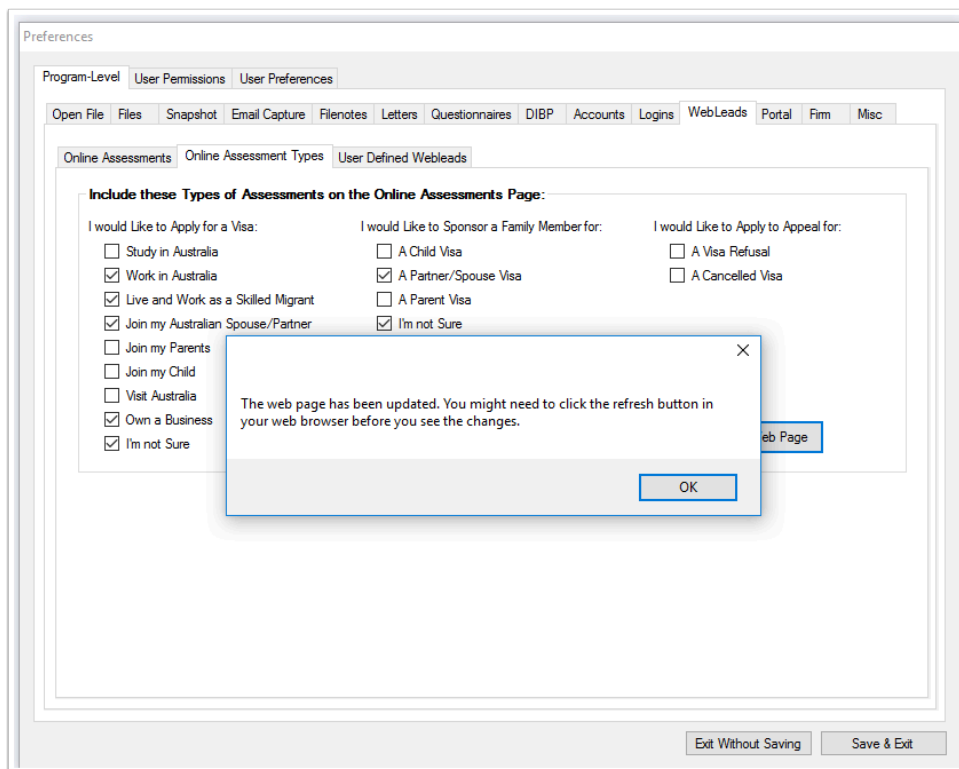 Preferences
Program-Level User Permissions User Preferences
Open File Files Snapshot Email Capture Filenotes Letters Questionnaires DIBP Accounts Logins WebLeads Portal Firm Misc
Online Assessments Online Assessment Types User Defined Webleads
Include these Types of Assessments on the Online Assessments Page:
I would Like to Apply for a Visa: I would Like to Sponsor a Family Member for: I would Like to Apply to Appeal for:
Study in Australia A Child Visa A Visa Refusal
Work in Australia A Partner/Spouse Visa A Cancelled Visa
Live and Work as a Skilled Migrant A Parent Visa
Join my Australian Spouse/Partner I'm not Sure
Join my Parents
Join my Child
Visit Australia
The web page has been updated. You might need to click the refresh button in
your web browser before you see the changes.
Own a Business
Page
I'm not Sure
OK
Exit Without Saving Save & Exit